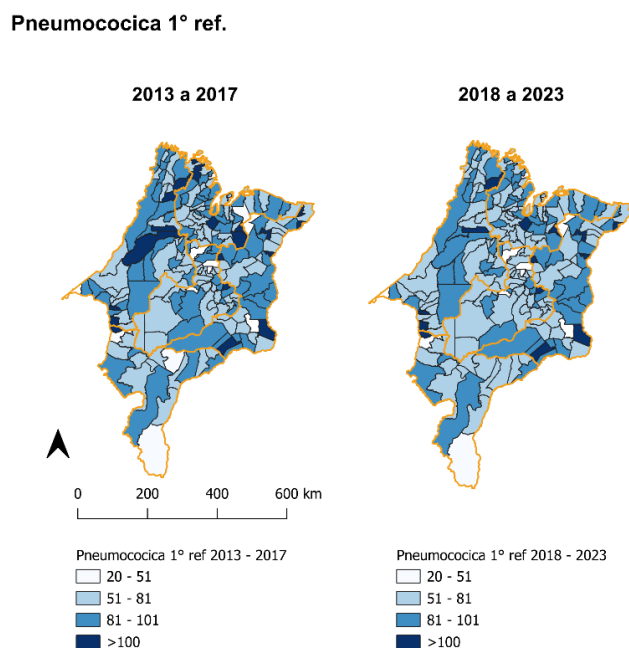 Pneumococica 1° ref.
2013 a 2017
2018 a 2023
0 200 400 600 km
Pneumococica 1° ref 2013 - 2017
20 - 51
51 - 81
81 - 101
>100
Pneumococica 1° ref 2018 - 2023
20 - 51
51 - 81
81 - 101
>100